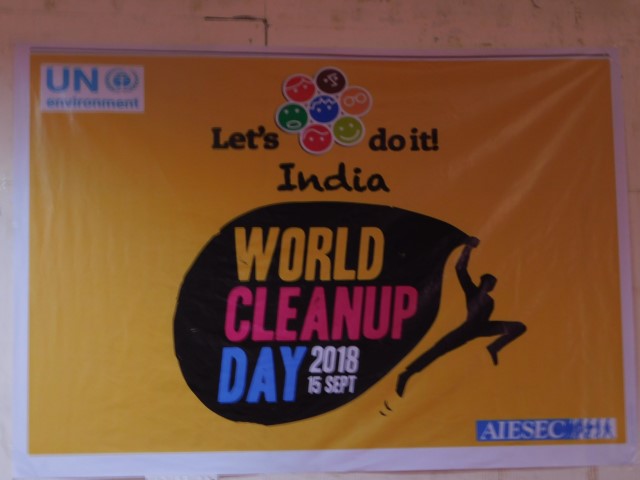 UN
environment
Let's do it!
India
WORLD
CLEANUP
DAY 2018
15 SEPT
AIESEC